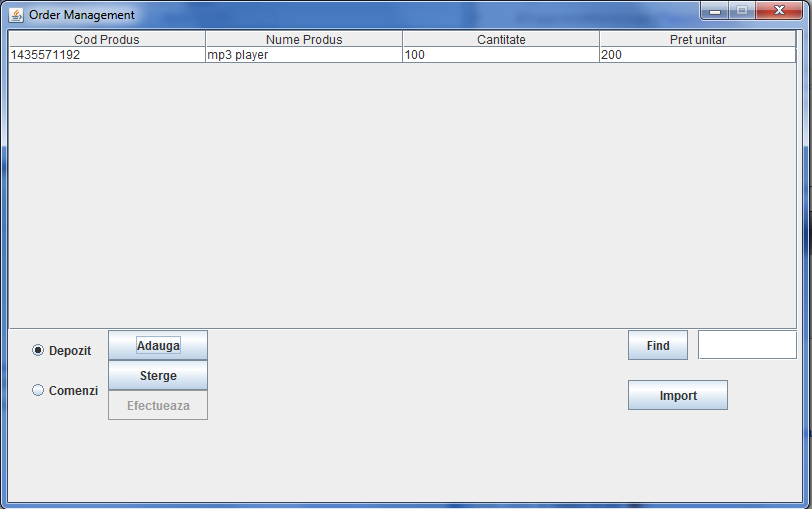 Order Management
Cod Produs Nume Produs Cantitate Pret unitar
1435571192 mp3 player 100 200
Depozit Adauga Find
Sterge
Comenzi Import
Efectueaza